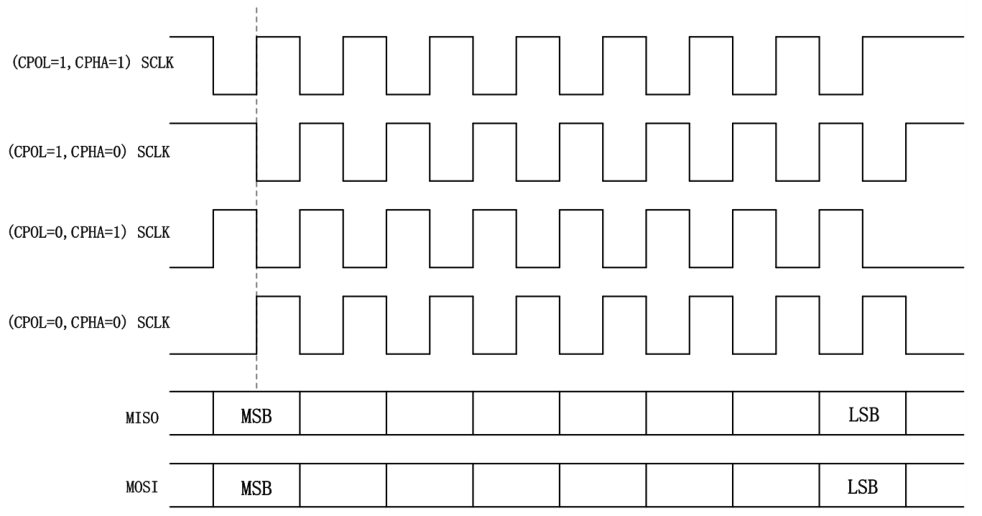 (CPOL=1,CPHA=1) SCLK
(CPOL=1,CPHA=0) SCLK
(CPOL=0,CPHA=1) SCLK
(CPOL=0,CPHA=0) SCLK
MISO MSB LSB
MOSI MSB LSB